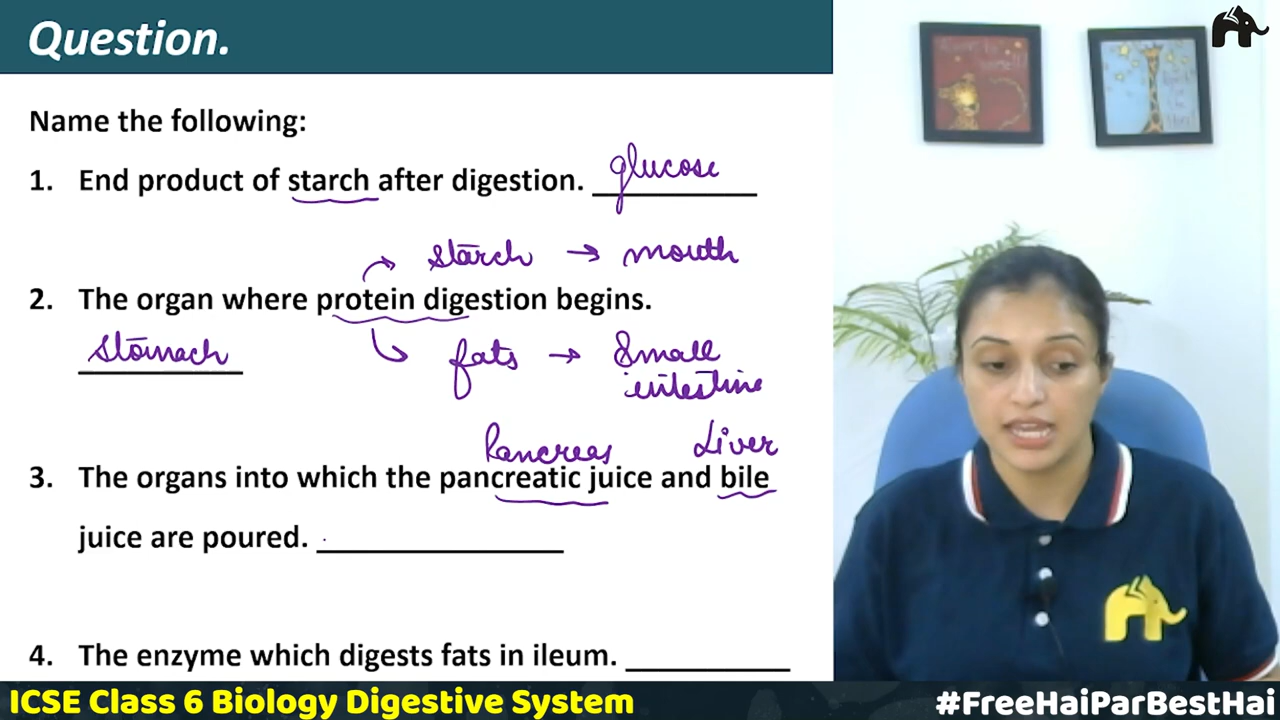 Question.
Name the following:
1. End product of starch after digestion. glucose
starch → mouth
2. The organ where protein digestion begins.
Stomach
fats → Small
intestine
Pancreas Liver
3. The organs into which the pancreatic juice and bile
juice are poured.
4. The enzyme which digests fats in ileum.
ICSE Class 6 Biology Digestive System
#FreeHaiParBestHai